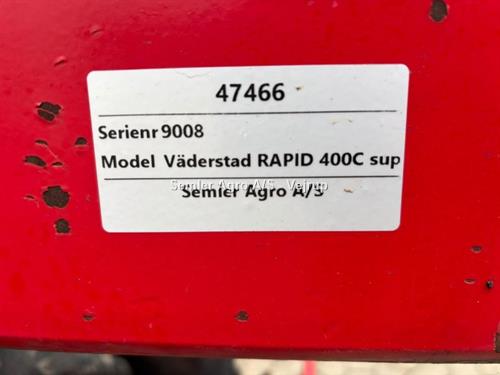 47466
Serienr 9008
Model Väderstad RAPID 400C sup
Semler Agro A/S - Vejrup
Semler Agro A/S